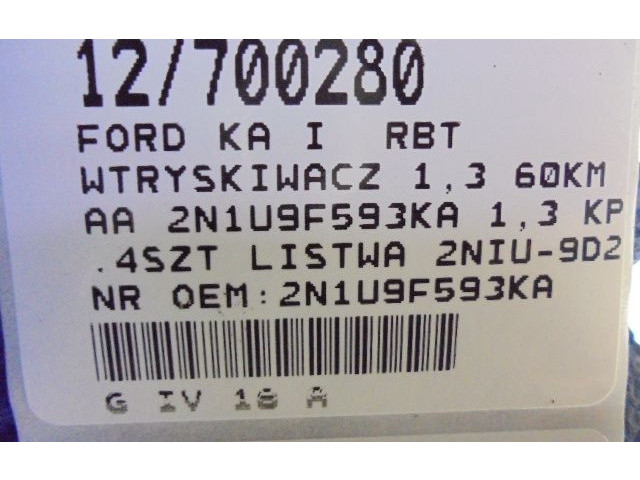 12/700280
FORD KA I RBT
WTRYSKIWACZ 1,3 60KM
AA 2N1U9F593KA 1,3 KP
.4SZT LISTWA 2NIU-9D2
NR OEM:2N1U9F593KA
G IV 18 A